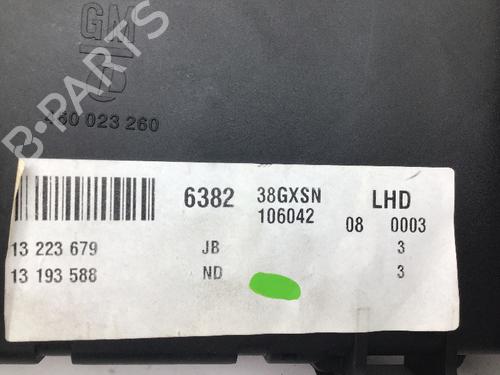 GM
460 023 260
B-PARTS
6382 38GXSN LHD
106042 08 0003
13 223 679 JB 3
13 193 588 ND 3